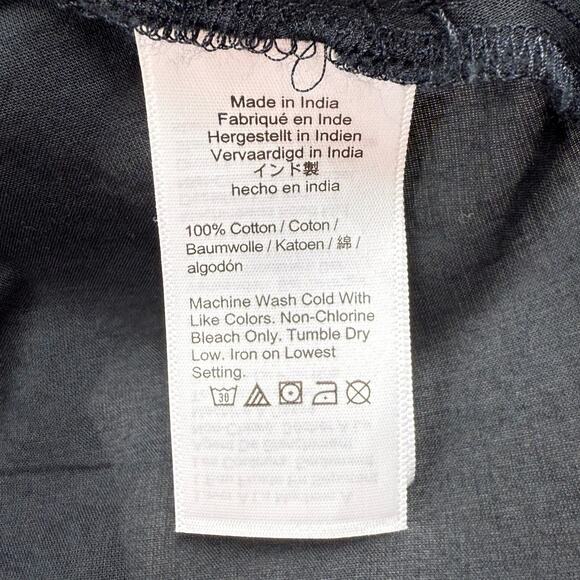 Made in India
Fabriqué en Inde
Hergestellt in Indien
Vervaardigd in India
インド製
hecho en india
100% Cotton / Coton /
Baumwolle / Katoen / 綿 /
algodón
Machine Wash Cold With
Like Colors. Non-Chlorine
Bleach Only. Tumble Dry
Low. Iron on Lowest
Setting.
30